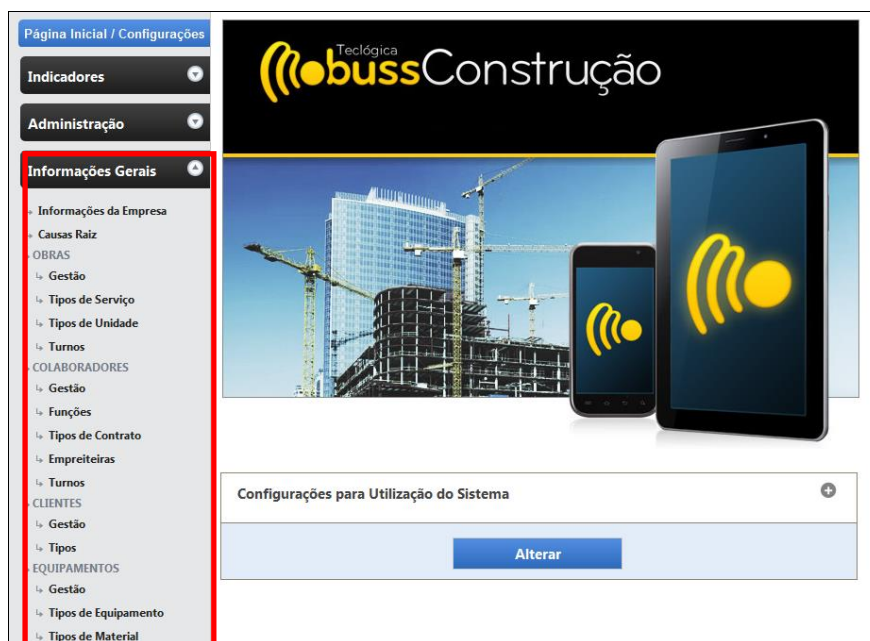 Página Inicial / Configurações
Indicadores
Administração
Informações Gerais
Informações da Empresa
Causas Raiz
OBRAS
Gestão
Tipos de Serviço
Tipos de Unidade
Turnos
COLABORADORES
Gestão
Funções
Tipos de Contrato
Empreiteiras
Turnos
CLIENTES
Gestão
Tipos
EQUIPAMENTOS
Gestão
Tipos de Equipamento
Tipos de Material
Teclógica
mobussConstrução
Configurações para Utilização do Sistema
Alterar